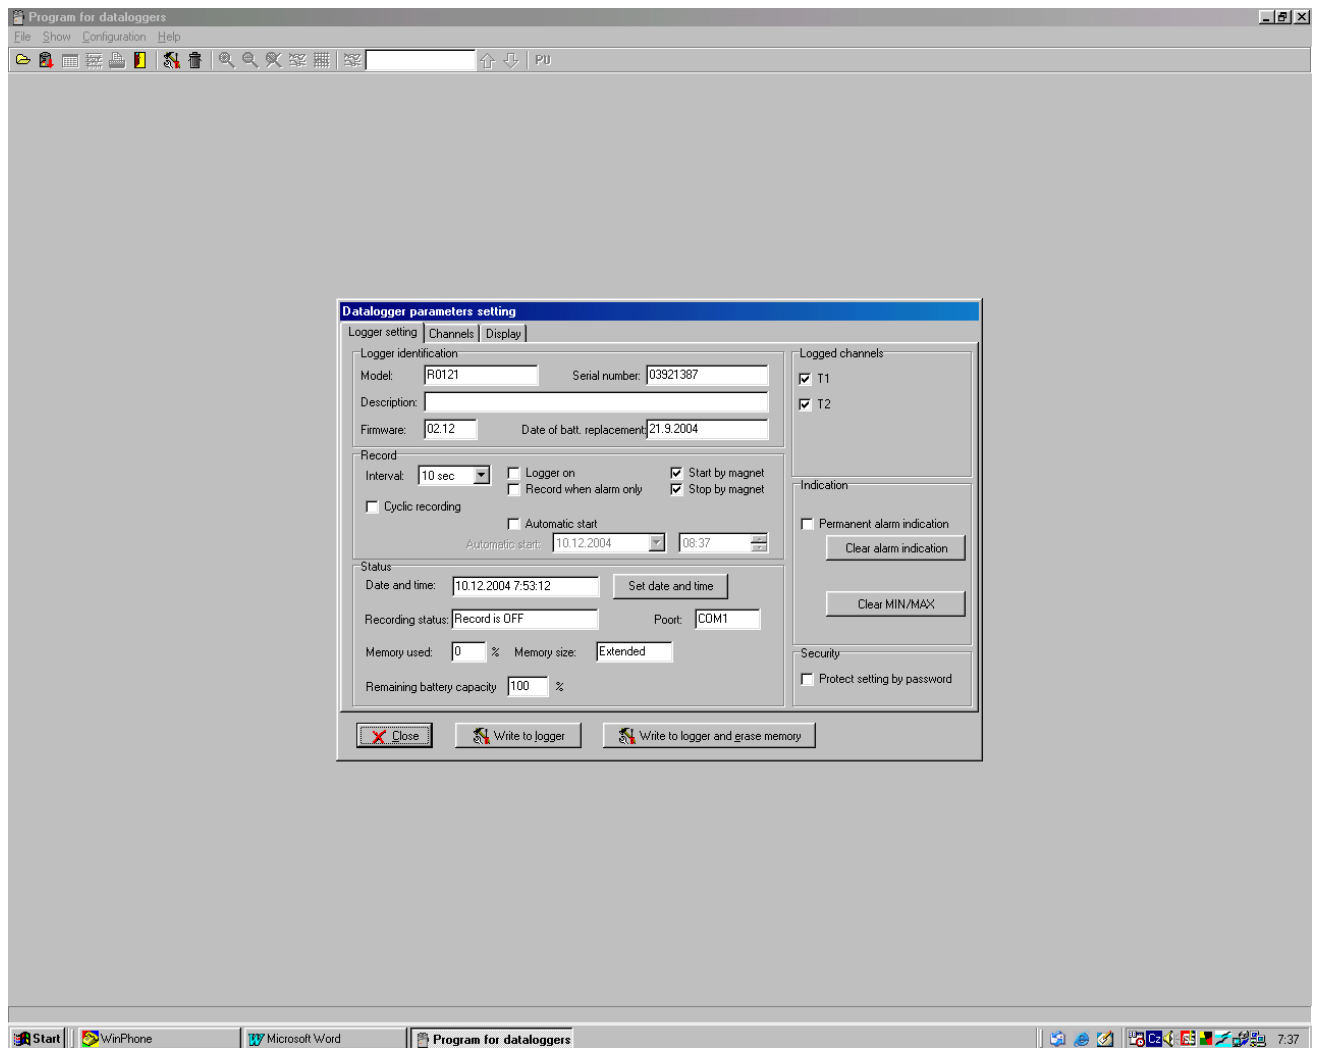 Program for dataloggers
File Show Configuration Help
PU
Datalogger parameters setting
Logger setting Channels Display
Logger identification
Model: R0121 Serial number: 03921387
Description:
Firmware: 02.12 Date of batt. replacement: 21.9.2004
Record
Interval: 10 sec Logger on Start by magnet
Record when alarm only Stop by magnet
Cyclic recording
Automatic start
Automatic start: 10.12.2004 08:37
Status
Date and time: 10.12.2004 7:53:12 Set date and time
Recording status: Record is OFF Poort: COM1
Memory used: 0 % Memory size: Extended
Remaining battery capacity 100 %
Logged channels
T1
T2
Indication
Permanent alarm indication
Clear alarm indication
Clear MIN/MAX
Security
Protect setting by password
Close Write to logger Write to logger and erase memory
Start WinPhone Microsoft Word Program for dataloggers Cz 7:37